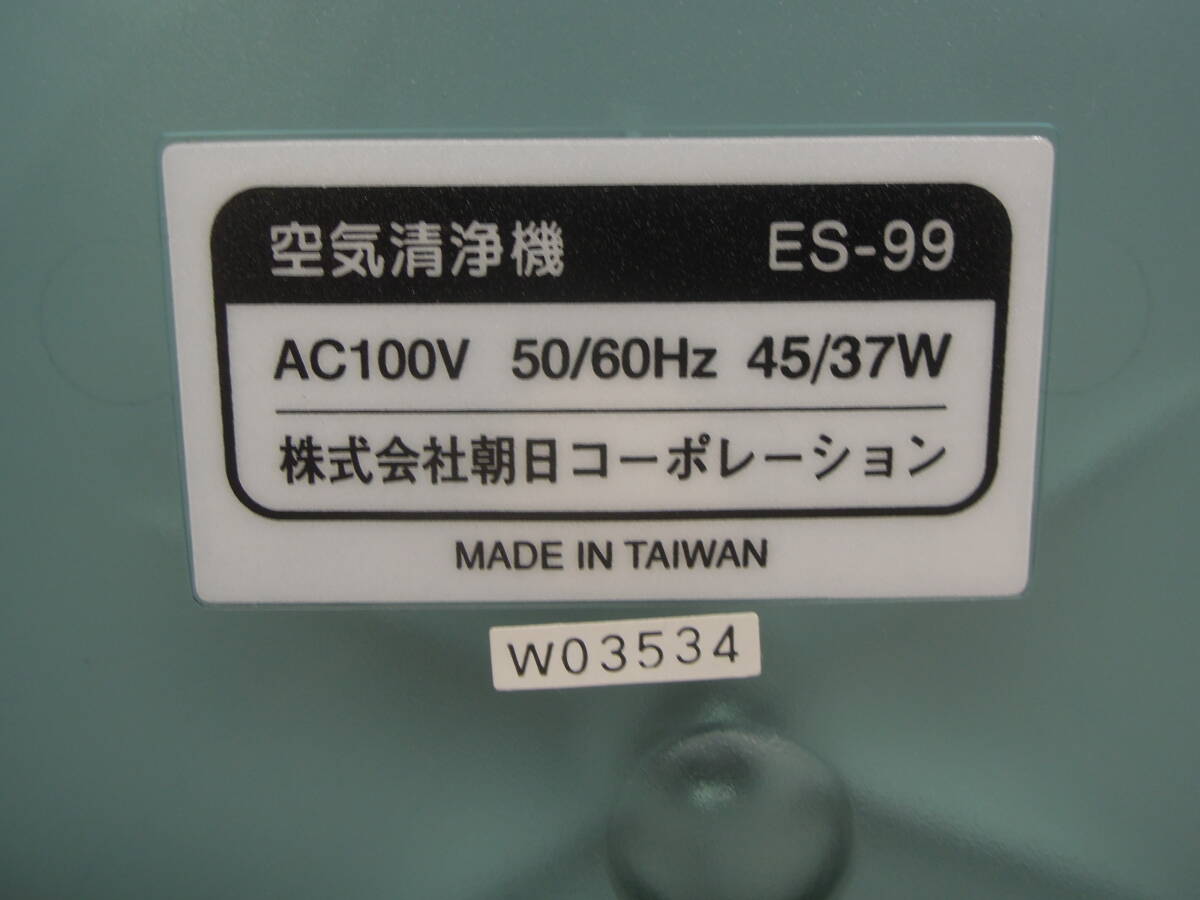 空気清浄機 ES-99
AC100V 50/60Hz 45/37W
株式会社朝日コーポレーション
MADE IN TAIWAN
W03534